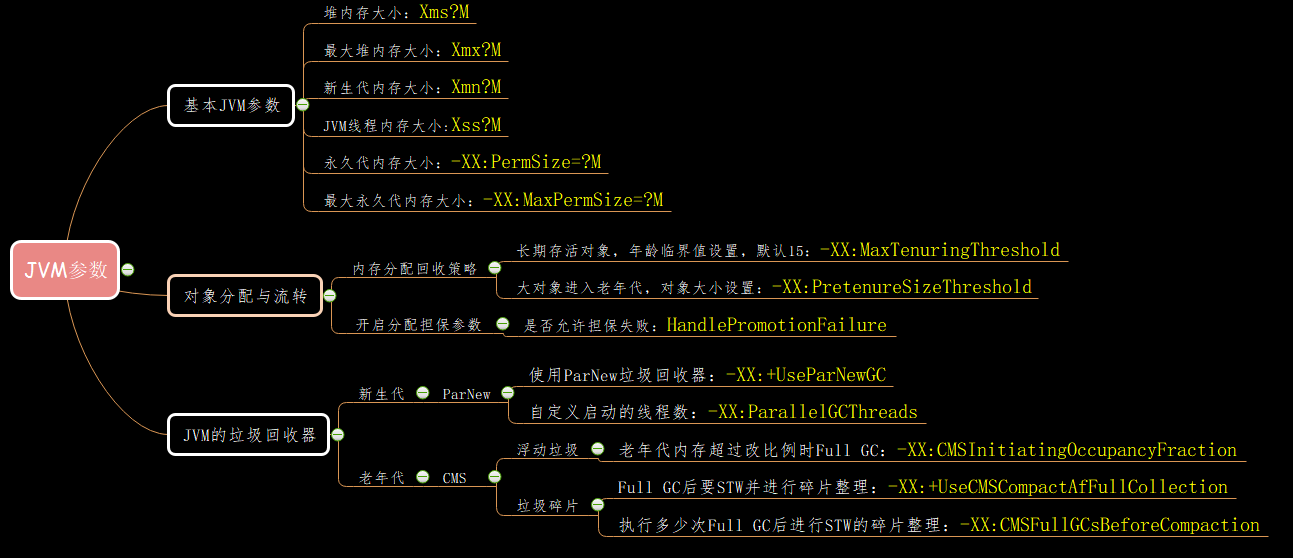 JVM参数
基本JVM参数
堆内存大小：Xms?M
最大堆内存大小：Xmx?M
新生代内存大小：Xmn?M
JVM线程内存大小:Xss?M
永久代内存大小：-XX:PermSize=?M
最大永久代内存大小：-XX:MaxPermSize=?M
对象分配与流转
内存分配回收策略
长期存活对象，年龄临界值设置，默认15：-XX:MaxTenuringThreshold
大对象进入老年代，对象大小设置：-XX:PretenureSizeThreshold
开启分配担保参数
是否允许担保失败：HandlePromotionFailure
JVM的垃圾回收器
新生代
ParNew
使用ParNew垃圾回收器：-XX:+UseParNewGC
自定义启动的线程数：-XX:ParallelGCThreads
老年代
CMS
浮动垃圾
老年代内存超过改比例时Full GC：-XX:CMSInitiatingOccupancyFraction
垃圾碎片
Full GC后要STW并进行碎片整理：-XX:+UseCMSCompactAfFullCollection
执行多少次Full GC后进行STW的碎片整理：-XX:CMSFullGCsBeforeCompaction